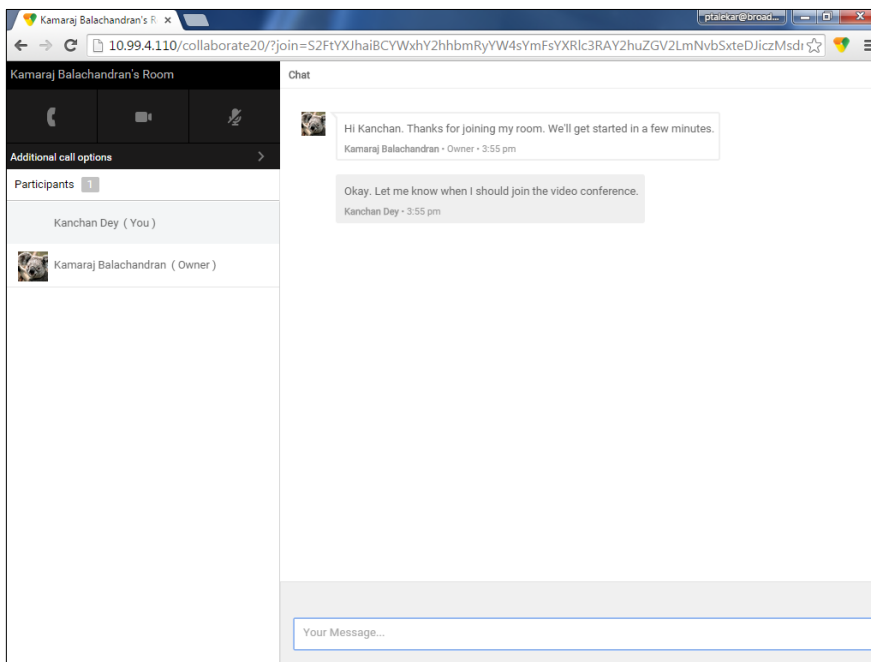 Kamaraj Balachandran's R
ptalekar@broad...
10.99.4.110/collaborate20/?join=
Kamaraj Balachandran's Room
Chat
Hi Kanchan. Thanks for joining my room. We'll get started in a few minutes.
Kamaraj Balachandran • Owner • 3:55 pm
Additional call options
Participants 1
Okay. Let me know when I should join the video conference.
Kanchan Dey • 3:55 pm
Kanchan Dey ( You )
Kamaraj Balachandran ( Owner )
Your Message...